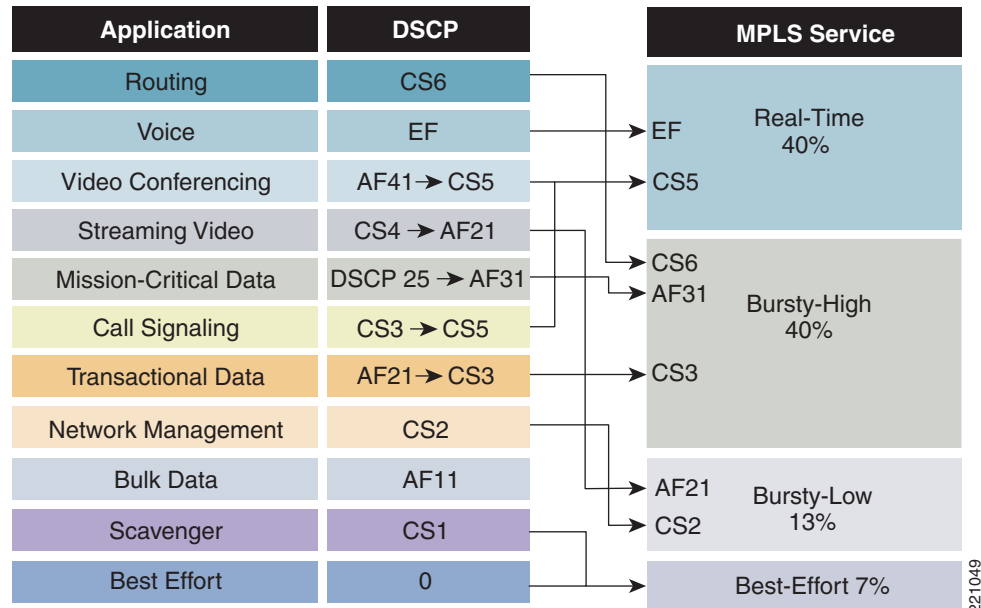 Application DSCP MPLS Service
Routing CS6
Voice EF
Video Conferencing AF41 → CS5
Streaming Video CS4 → AF21
Mission-Critical Data DSCP 25 → AF31
Call Signaling CS3 → CS5
Transactional Data AF21 → CS3
Network Management CS2
Bulk Data AF11
Scavenger CS1
Best Effort 0
EF
CS5
Real-Time
40%
CS6
AF31
CS3
Bursty-High
40%
AF21
CS2
Bursty-Low
13%
Best-Effort 7%
221049